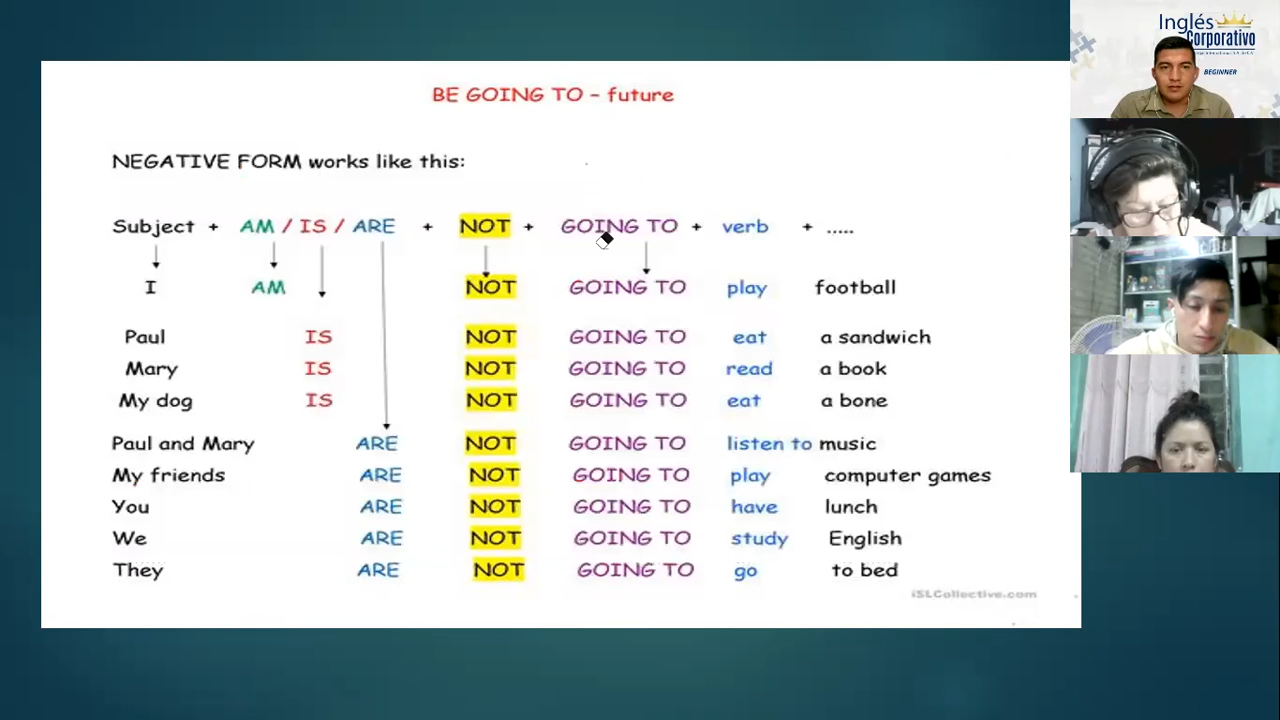 BE GOING TO – future
NEGATIVE FORM works like this:
Subject + AM / IS / ARE + NOT + GOING TO + verb + .....
I AM NOT GOING TO play football
Paul IS NOT GOING TO eat a sandwich
Mary IS NOT GOING TO read a book
My dog IS NOT GOING TO eat a bone
Paul and Mary ARE NOT GOING TO listen to music
My friends ARE NOT GOING TO play computer games
You ARE NOT GOING TO have lunch
We ARE NOT GOING TO study English
They ARE NOT GOING TO go to bed
iSLCollective.com
Inglés
Corporativo
BEGINNER